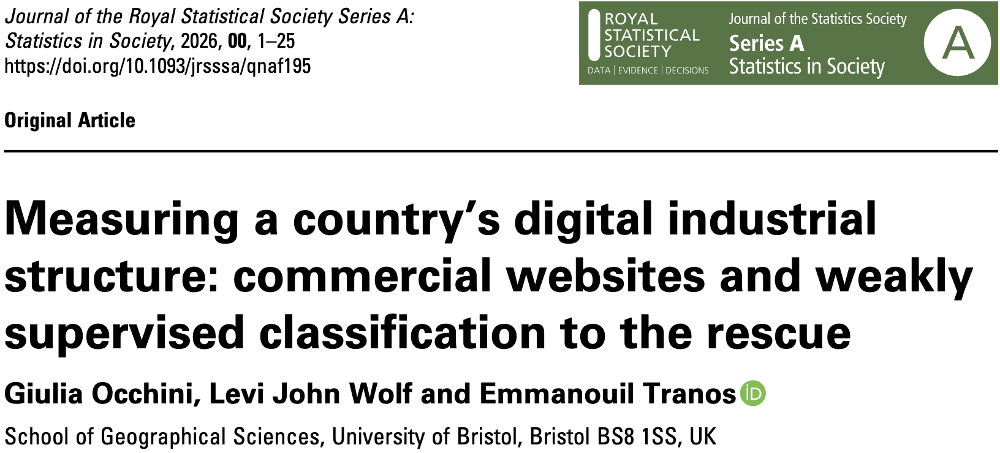 Journal of the Royal Statistical Society Series A:
Statistics in Society, 2026, 00, 1–25
https://doi.org/10.1093/jrsssa/qnaf195
ROYAL
STATISTICAL
SOCIETY
DATA | EVIDENCE | DECISIONS
Journal of the Statistics Society
Series A
Statistics in Society
A
Original Article
Measuring a country’s digital industrial
structure: commercial websites and weakly
supervised classification to the rescue
Giulia Occhini, Levi John Wolf and Emmanouil Tranos iD
School of Geographical Sciences, University of Bristol, Bristol BS8 1SS, UK